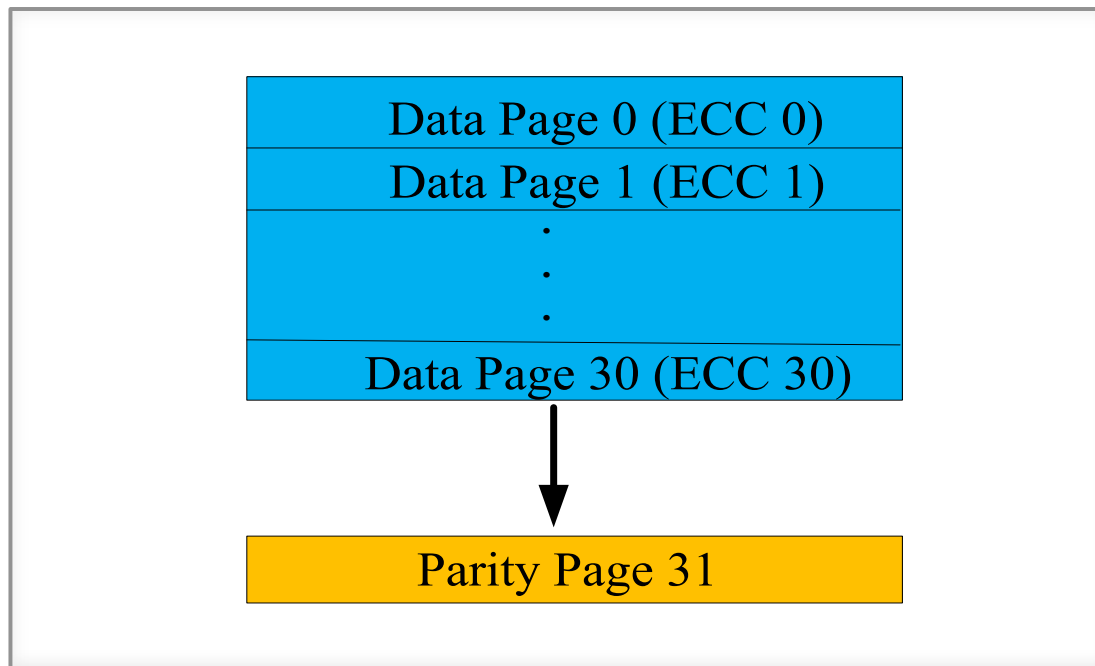 Data Page 0 (ECC 0)
Data Page 1 (ECC 1)
.
.
.
Data Page 30 (ECC 30)
Parity Page 31